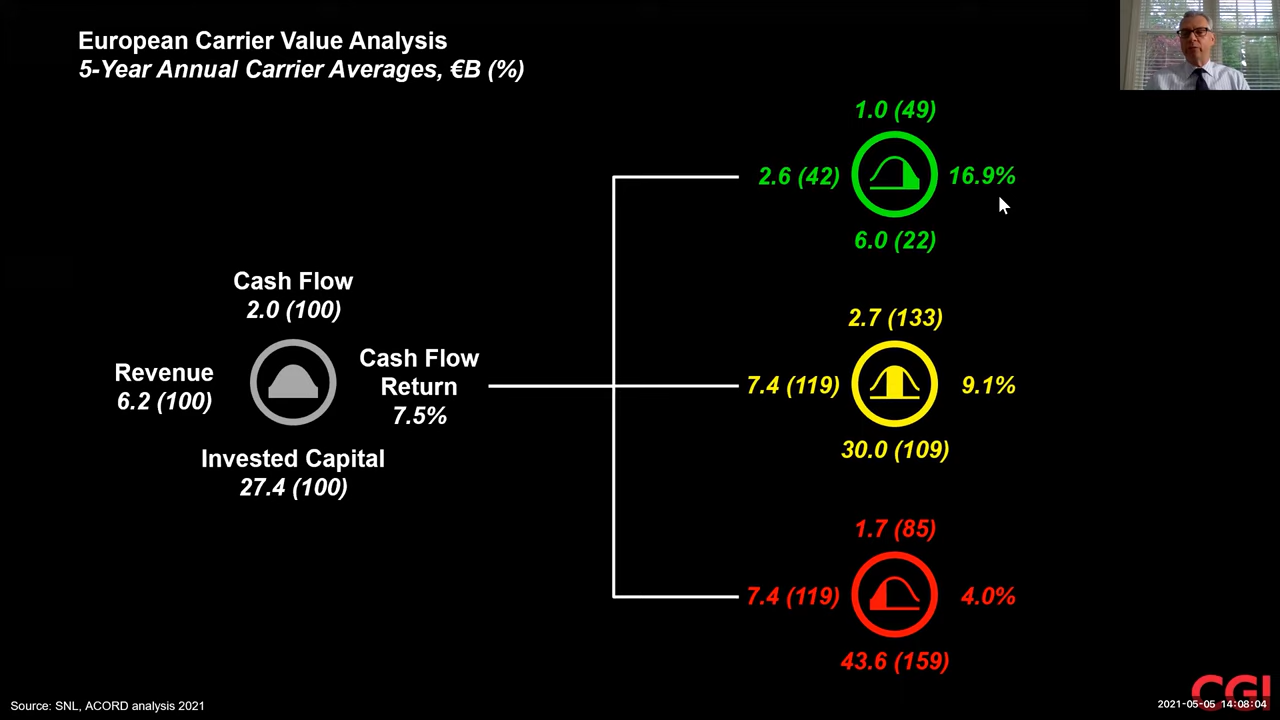 European Carrier Value Analysis
5-Year Annual Carrier Averages, €B (%)
1.0 (49)
2.6 (42)
16.9%
6.0 (22)
Cash Flow
2.0 (100)
Revenue
6.2 (100)
Cash Flow
Return
7.5%
Invested Capital
27.4 (100)
2.7 (133)
7.4 (119)
9.1%
30.0 (109)
1.7 (85)
7.4 (119)
4.0%
43.6 (159)
Source: SNL, ACORD analysis 2021
CGI
2021-05-05 14:08:04